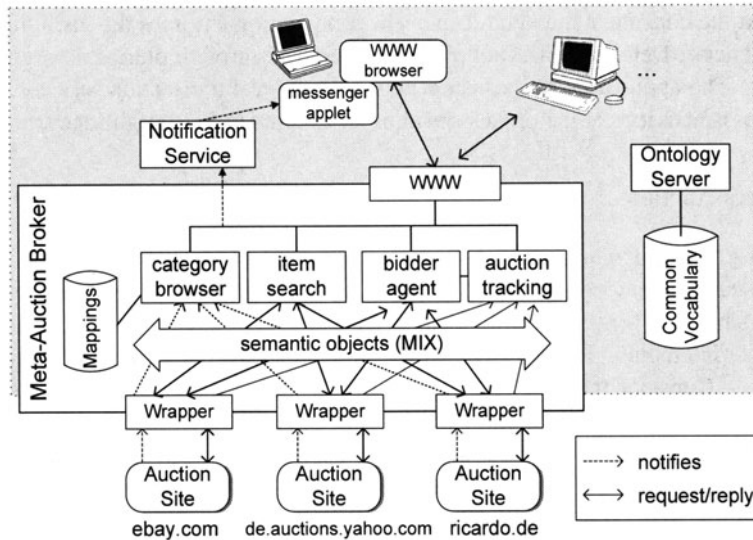 WWW
browser
messenger
applet
...
Notification
Service
WWW
Ontology
Server
Meta-Auction Broker
category
browser
item
search
bidder
agent
auction
tracking
Mappings
Common
Vocabulary
semantic objects (MIX)
Wrapper
Wrapper
Wrapper
Auction
Site
Auction
Site
Auction
Site
ebay.com
de.auctions.yahoo.com
ricardo.de
notifies
request/reply